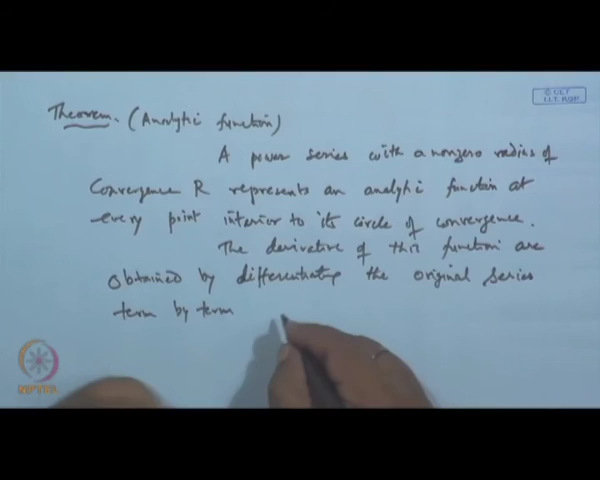 © CET
I.I.T. KGP
Theorem. (Analytic function)
A power series with a nonzero radius of
Convergence R represents an analytic function at
every point interior to its circle of convergence.
The derivative of this function are
obtained by differentiating the original series
term by term
NPTEL